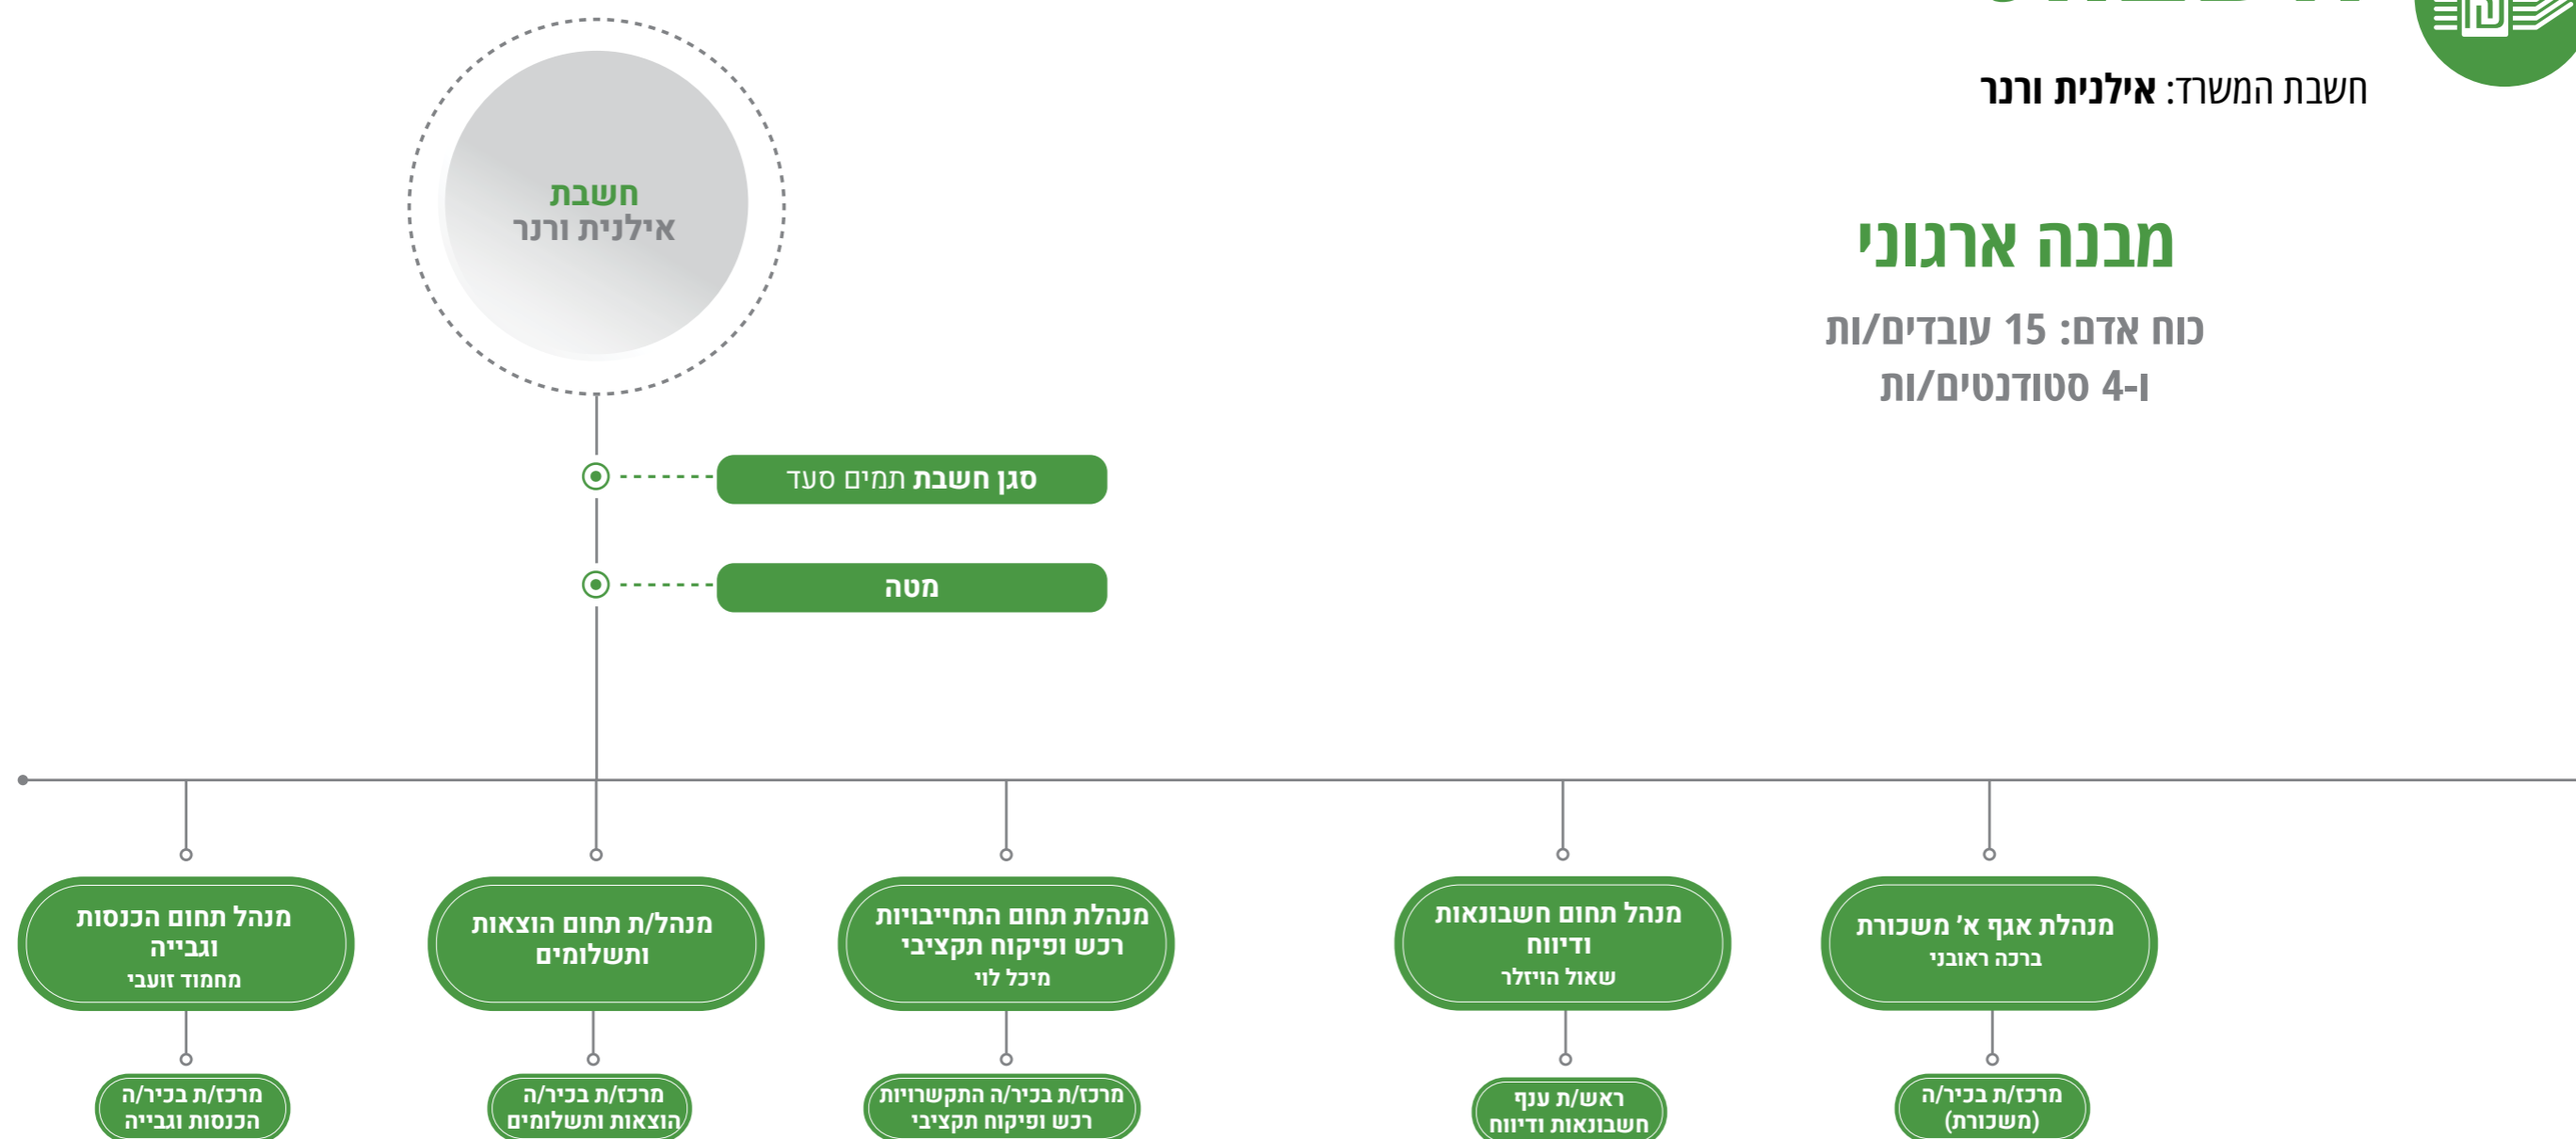 חשבת המשרד: אילנית ורנר
מבנה ארגוני
כוח אדם: 15 עובדים/ות
ו-4 סטודנטים/ות
חשבת
אילנית ורנר
סגן חשבת תמים סעד
מטה
מנהלת אגף א׳ משכורת
ברכה ראובני
מנהל תחום חשבונאות
ודיווח
שאול הויזלר
מנהלת תחום התחייבויות
רכש ופיקוח תקציבי
מיכל לוי
מנהל/ת תחום הוצאות
ותשלומים
מנהל תחום הכנסות
וגבייה
מחמוד זועבי
מרכז/ת בכיר/ה
(משכורת)
ראש/ת ענף
חשבונאות ודיווח
מרכז/ת בכיר/ה התקשרויות
רכש ופיקוח תקציבי
מרכז/ת בכיר/ה
הוצאות ותשלומים
מרכז/ת בכיר/ה
הכנסות וגבייה